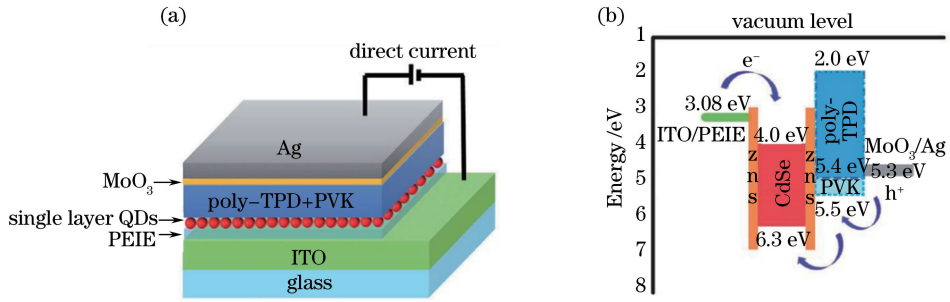 (a)
direct current
Ag
MoO3
poly-TPD+PVK
single layer QDs
PEIE
ITO
glass
(b)
vacuum level
Energy /eV
1
2
3
4
5
6
7
8
e-
2.0 eV
3.08 eV
ITO/PEIE
ZnS
4.0 eV
CdSe
6.3 eV
ZnS
poly-
TPD
5.4 eV
PVK
5.5 eV
MoO3/Ag
5.3 eV
h+